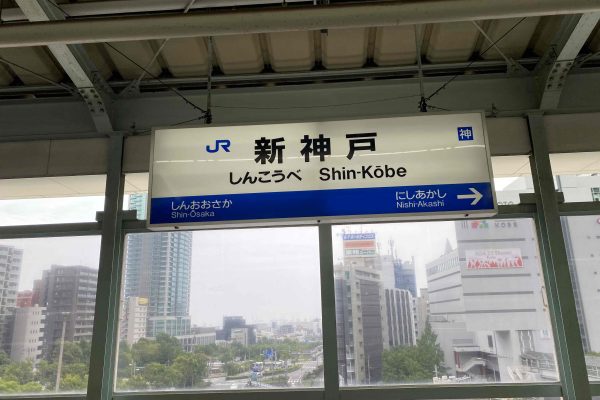 JR 新神戸 神
しんこうべ Shin-Kōbe
しんおおさか にしあかし →
Shin-Ōsaka Nishi-Akashi
KOBE